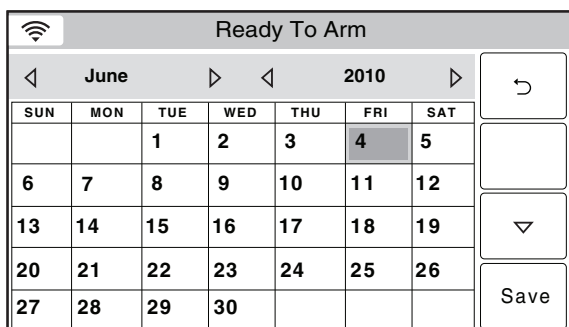 Ready To Arm
June 2010
SUN MON TUE WED THU FRI SAT
1 2 3 4 5
6 7 8 9 10 11 12
13 14 15 16 17 18 19
20 21 22 23 24 25 26
27 28 29 30
Save